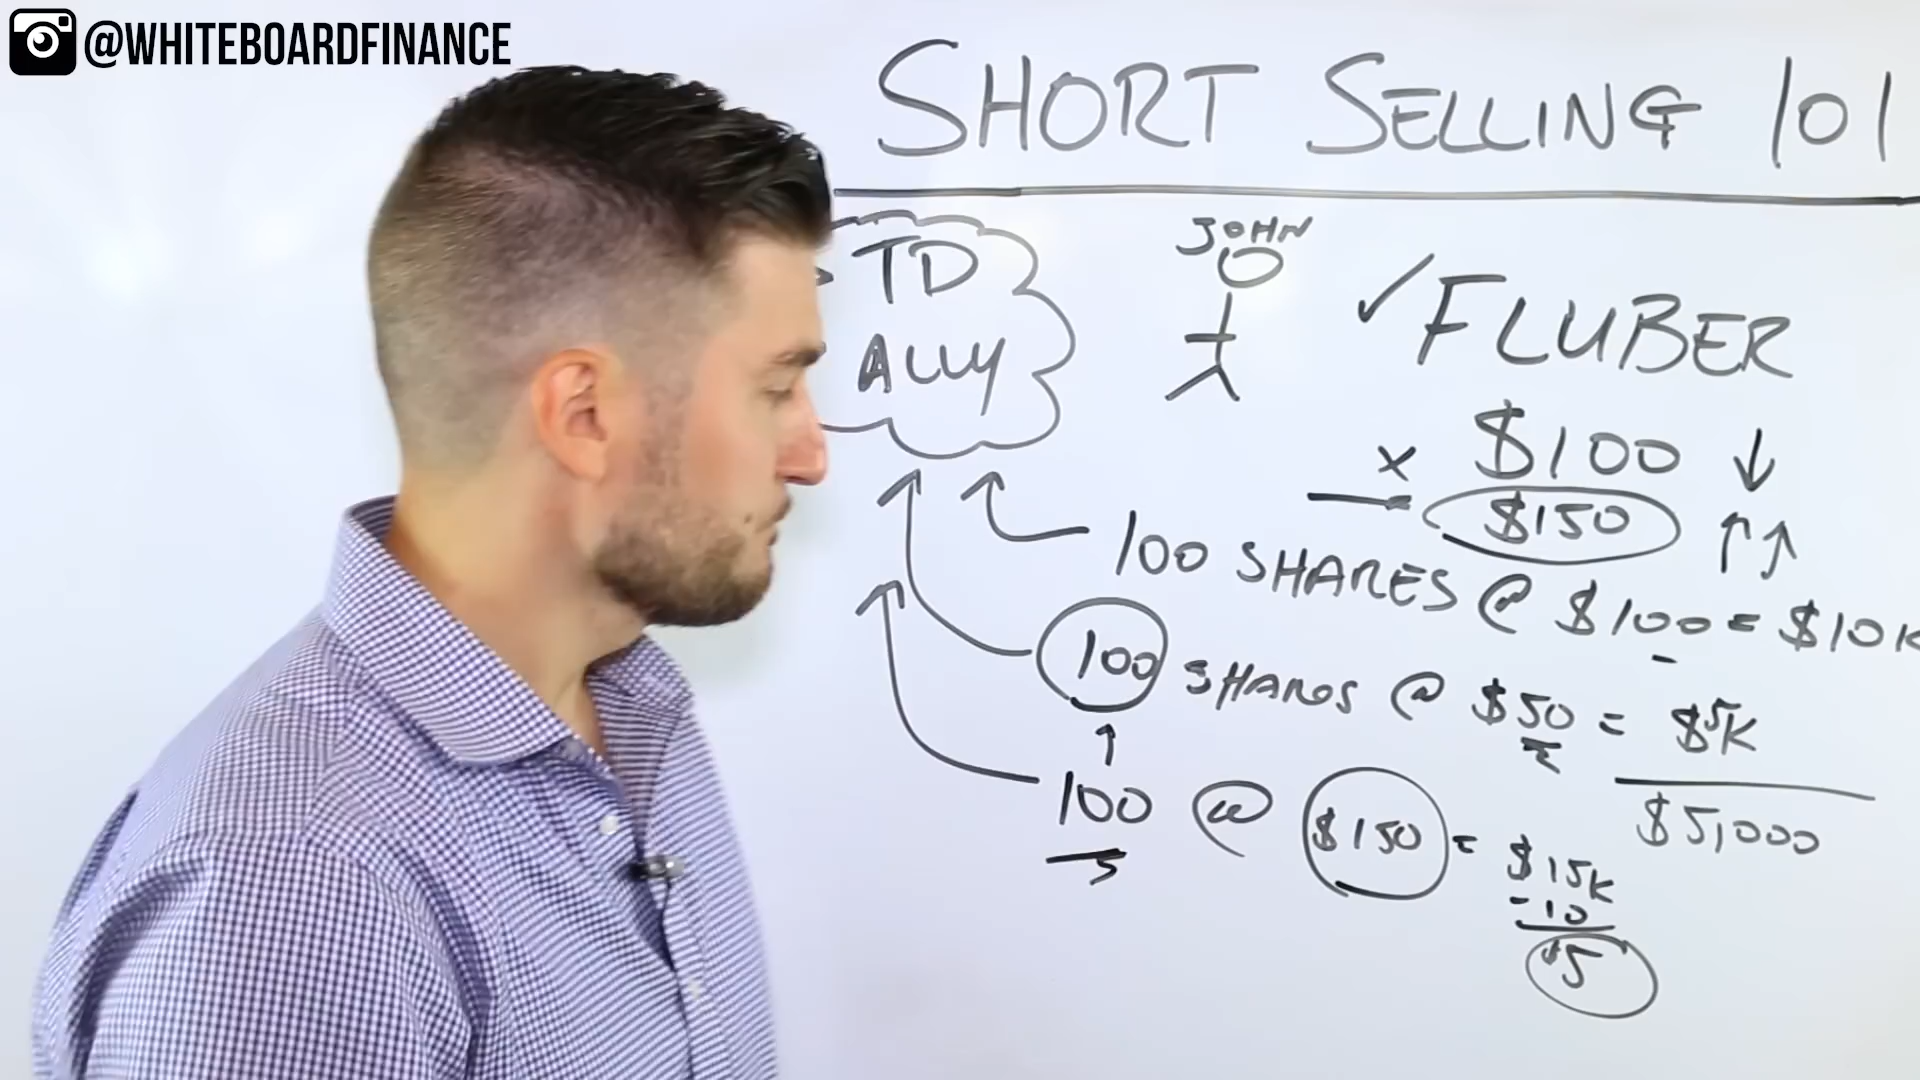 @WHITEBOARDFINANCE
SHORT SELLING 101
TD
ALLY
JOHN
✓ FLUBER
x $100 ↓
$150 ↑↑
100 SHARES @ $100 = $10K
100 SHARES @ $50 = $5K
$5,000
100 @ $150 = $15K
-10
$5